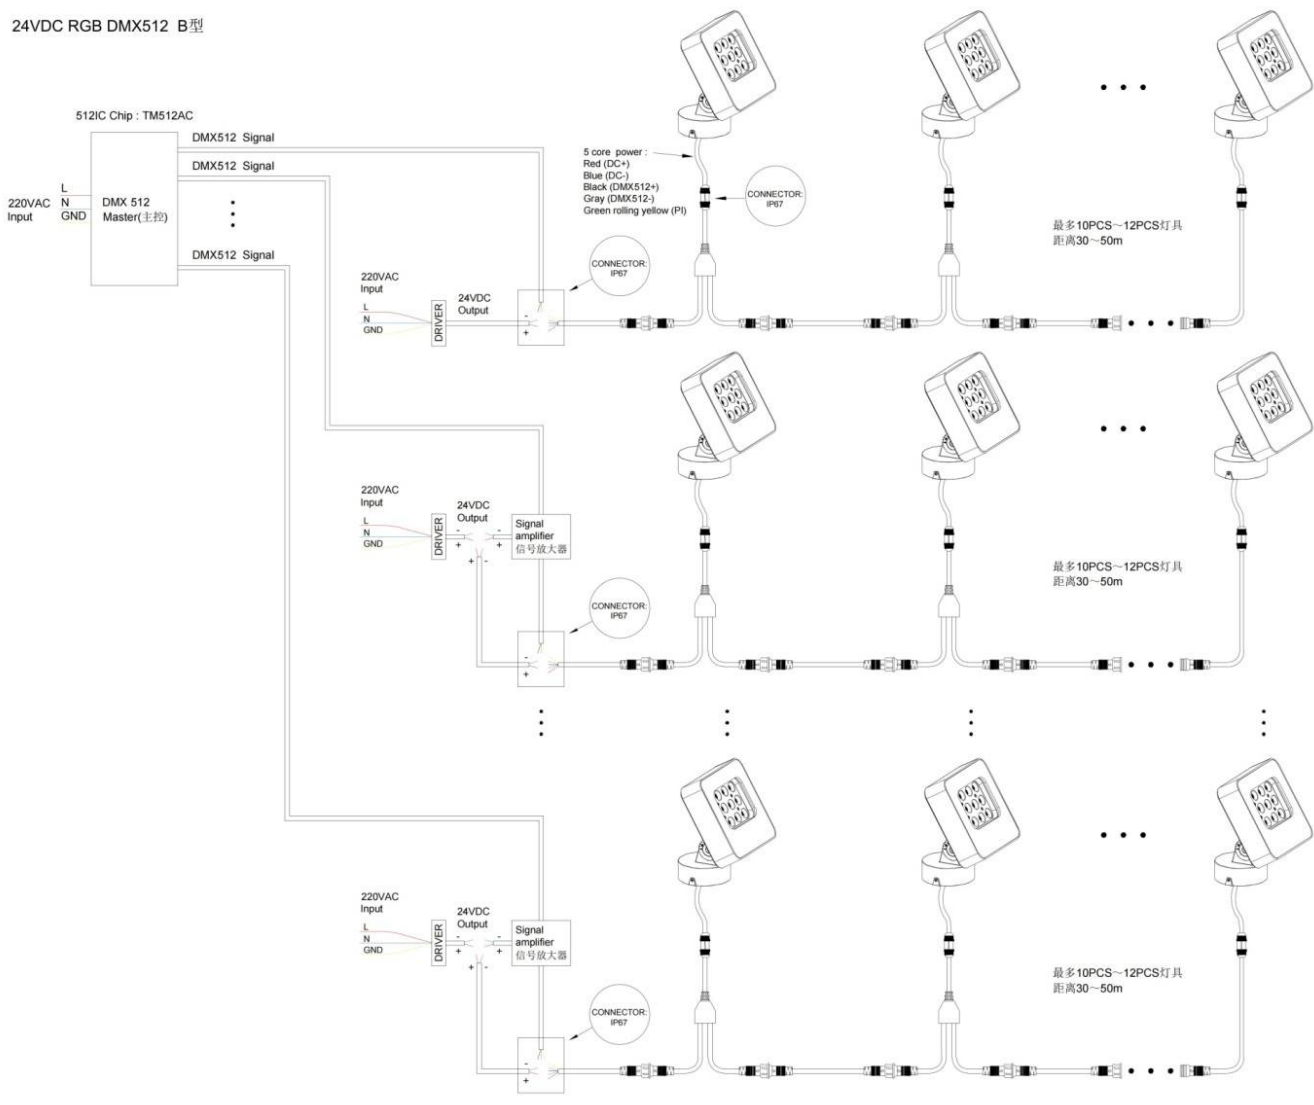 24VDC RGB DMX512 B型
512IC Chip : TM512AC
DMX512 Signal
DMX512 Signal
DMX512 Signal
220VAC
Input
L
N
GND
DMX 512
Master(主控)
5 core power :
Red (DC+)
Blue (DC-)
Black (DMX512+)
Gray (DMX512-)
Green rolling yellow (PI)
CONNECTOR:
IP67
最多10PCS～12PCS灯具
距离30～50m
CONNECTOR:
IP67
220VAC
Input
L
N
GND
DRIVER
24VDC
Output
-
+
220VAC
Input
L
N
GND
DRIVER
24VDC
Output
-
+
-
+
+ -
Signal
amplifier
信号放大器
CONNECTOR:
IP67
-
+
最多10PCS～12PCS灯具
距离30～50m
220VAC
Input
L
N
GND
DRIVER
24VDC
Output
-
+
-
+
+ -
Signal
amplifier
信号放大器
CONNECTOR:
IP67
-
+
最多10PCS～12PCS灯具
距离30～50m